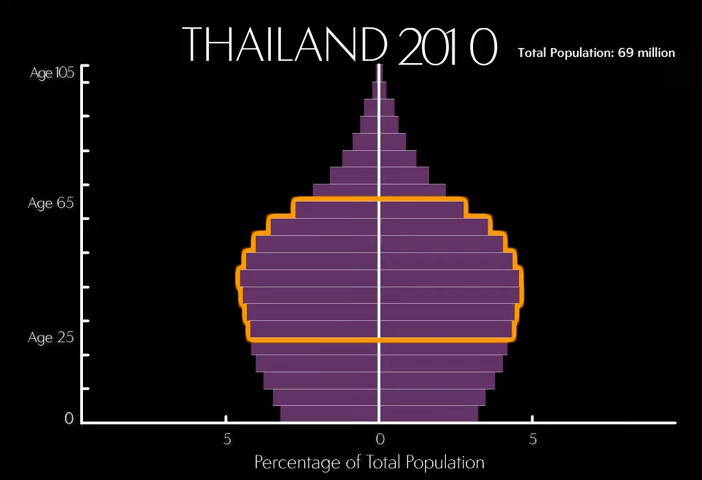 THAILAND 2010
Total Population: 69 million
Age 105
Age 65
Age 25
0
5 0 5
Percentage of Total Population